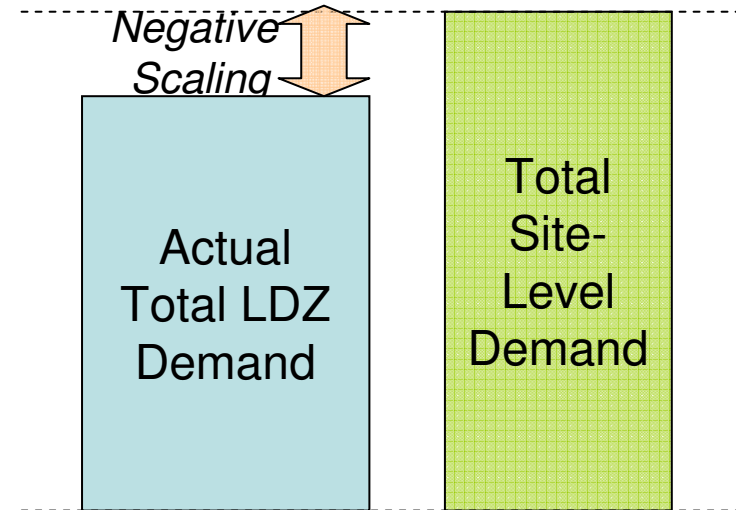 Negative
Scaling
Actual
Total LDZ
Demand
Total
Site-
Level
Demand